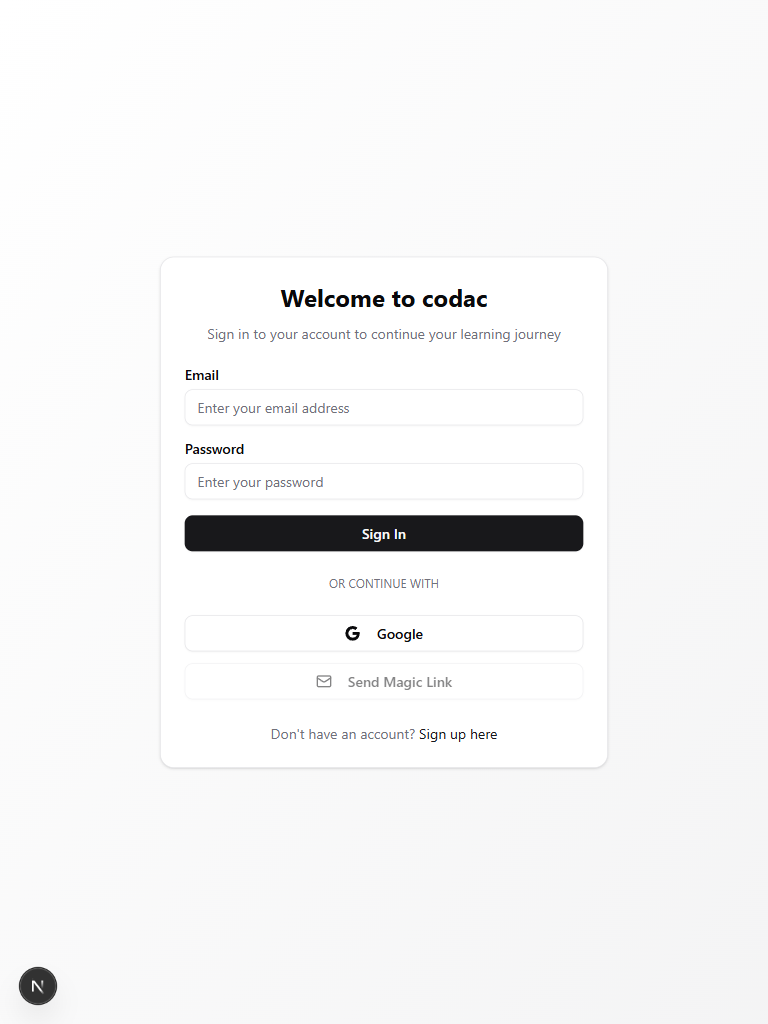 Welcome to codac
Sign in to your account to continue your learning journey
Email
Enter your email address
Password
Enter your password
Sign In
OR CONTINUE WITH
Google
Send Magic Link
Don't have an account? Sign up here
N